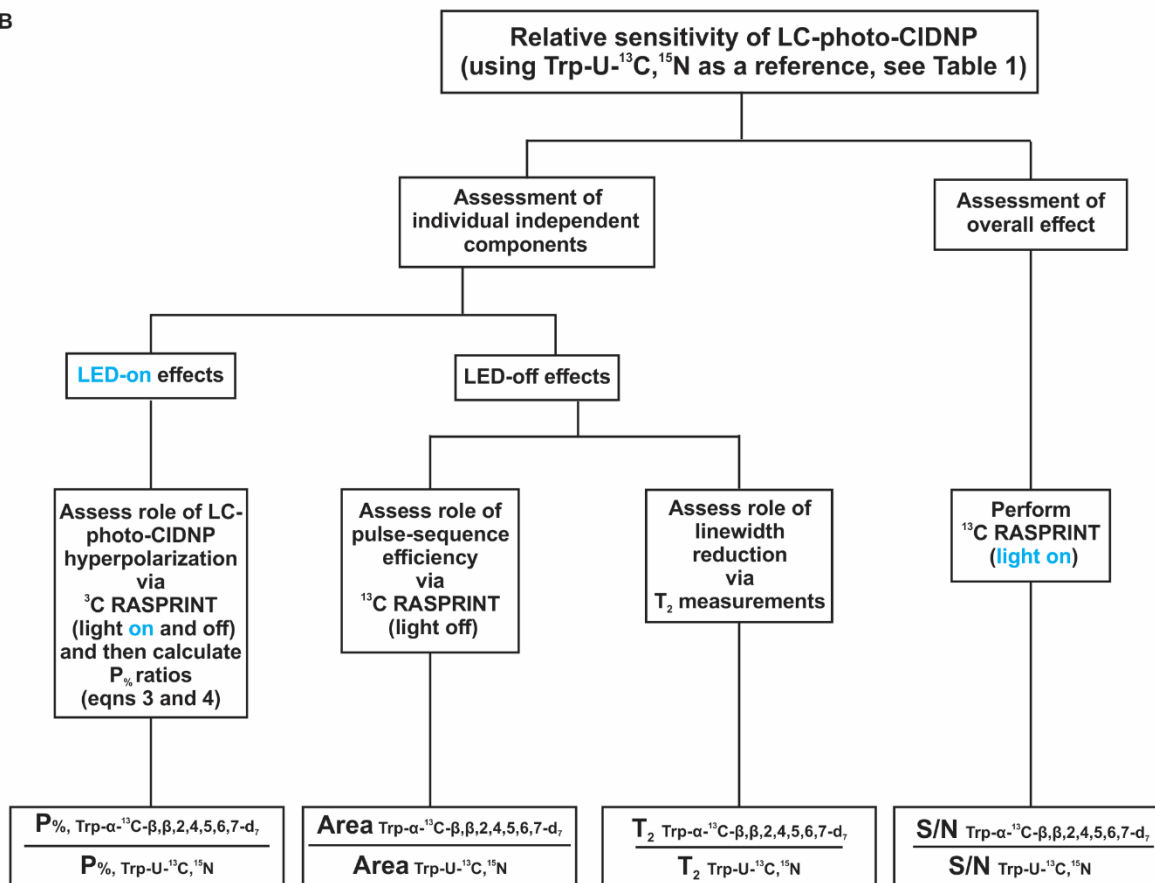 B
Relative sensitivity of LC-photo-CIDNP
(using Trp-U-¹³C,¹⁵N as a reference, see Table 1)
Assessment of
individual independent
components
Assessment of
overall effect
LED-on effects
LED-off effects
Assess role of LC-
photo-CIDNP
hyperpolarization
via
³C RASPRINT
(light on and off)
and then calculate
P% ratios
(eqns 3 and 4)
Assess role of
pulse-sequence
efficiency
via
¹³C RASPRINT
(light off)
Assess role of
linewidth
reduction
via
T₂ measurements
Perform
¹³C RASPRINT
(light on)
P%, Trp-α-¹³C-β,β,2,4,5,6,7-d₇
P%, Trp-U-¹³C,¹⁵N
Area Trp-α-¹³C-β,β,2,4,5,6,7-d₇
Area Trp-U-¹³C,¹⁵N
T₂ Trp-α-¹³C-β,β,2,4,5,6,7-d₇
T₂ Trp-U-¹³C,¹⁵N
S/N Trp-α-¹³C-β,β,2,4,5,6,7-d₇
S/N Trp-U-¹³C,¹⁵N